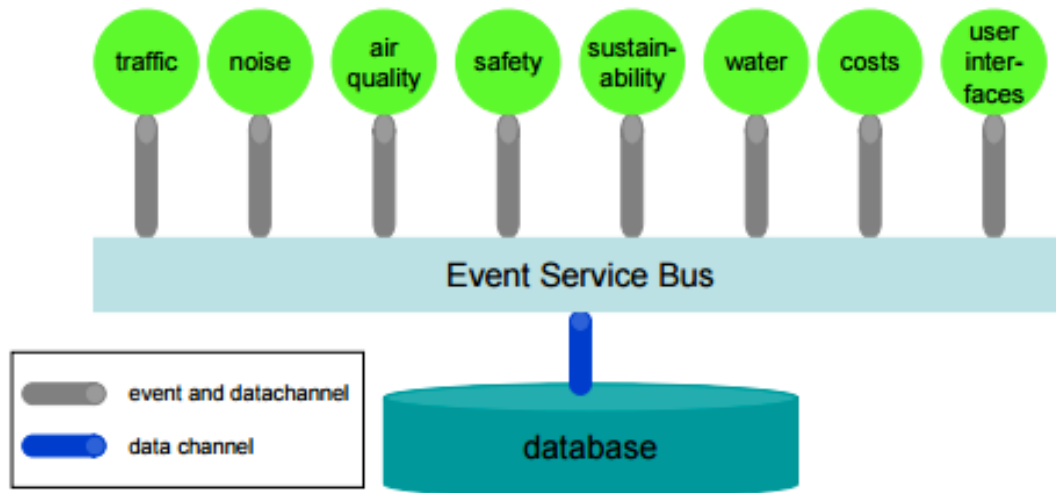 traffic
noise
air
quality
safety
sustain-
ability
water
costs
user
inter-
faces
Event Service Bus
event and datachannel
data channel
database